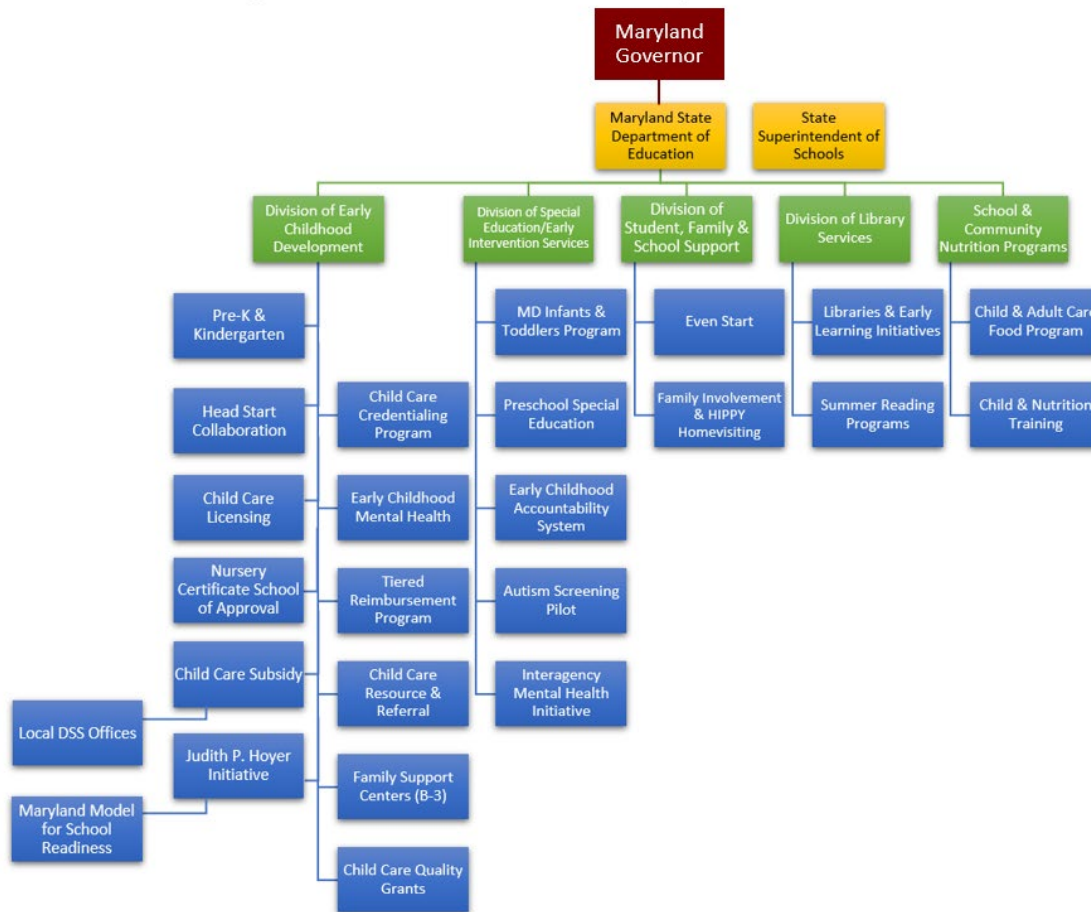 Maryland
Governor
Maryland State
Department of
Education
State
Superintendent of
Schools
Division of Early
Childhood
Development
Division of Special
Education/Early
Intervention Services
Division of
Student, Family &
School Support
Division of Library
Services
School &
Community
Nutrition Programs
Pre-K &
Kindergarten
Head Start
Collaboration
Child Care
Licensing
Nursery
Certificate School
of Approval
Child Care Subsidy
Local DSS Offices
Judith P. Hoyer
Initiative
Maryland Model
for School
Readiness
Child Care
Credentialing
Program
Early Childhood
Mental Health
Tiered
Reimbursement
Program
Child Care
Resource &
Referral
Family Support
Centers (B-3)
Child Care Quality
Grants
MD Infants &
Toddlers Program
Preschool Special
Education
Early Childhood
Accountability
System
Autism Screening
Pilot
Interagency
Mental Health
Initiative
Even Start
Family Involvement
& HIPPY
Homevisiting
Libraries & Early
Learning Initiatives
Summer Reading
Programs
Child & Adult Care
Food Program
Child & Nutrition
Training